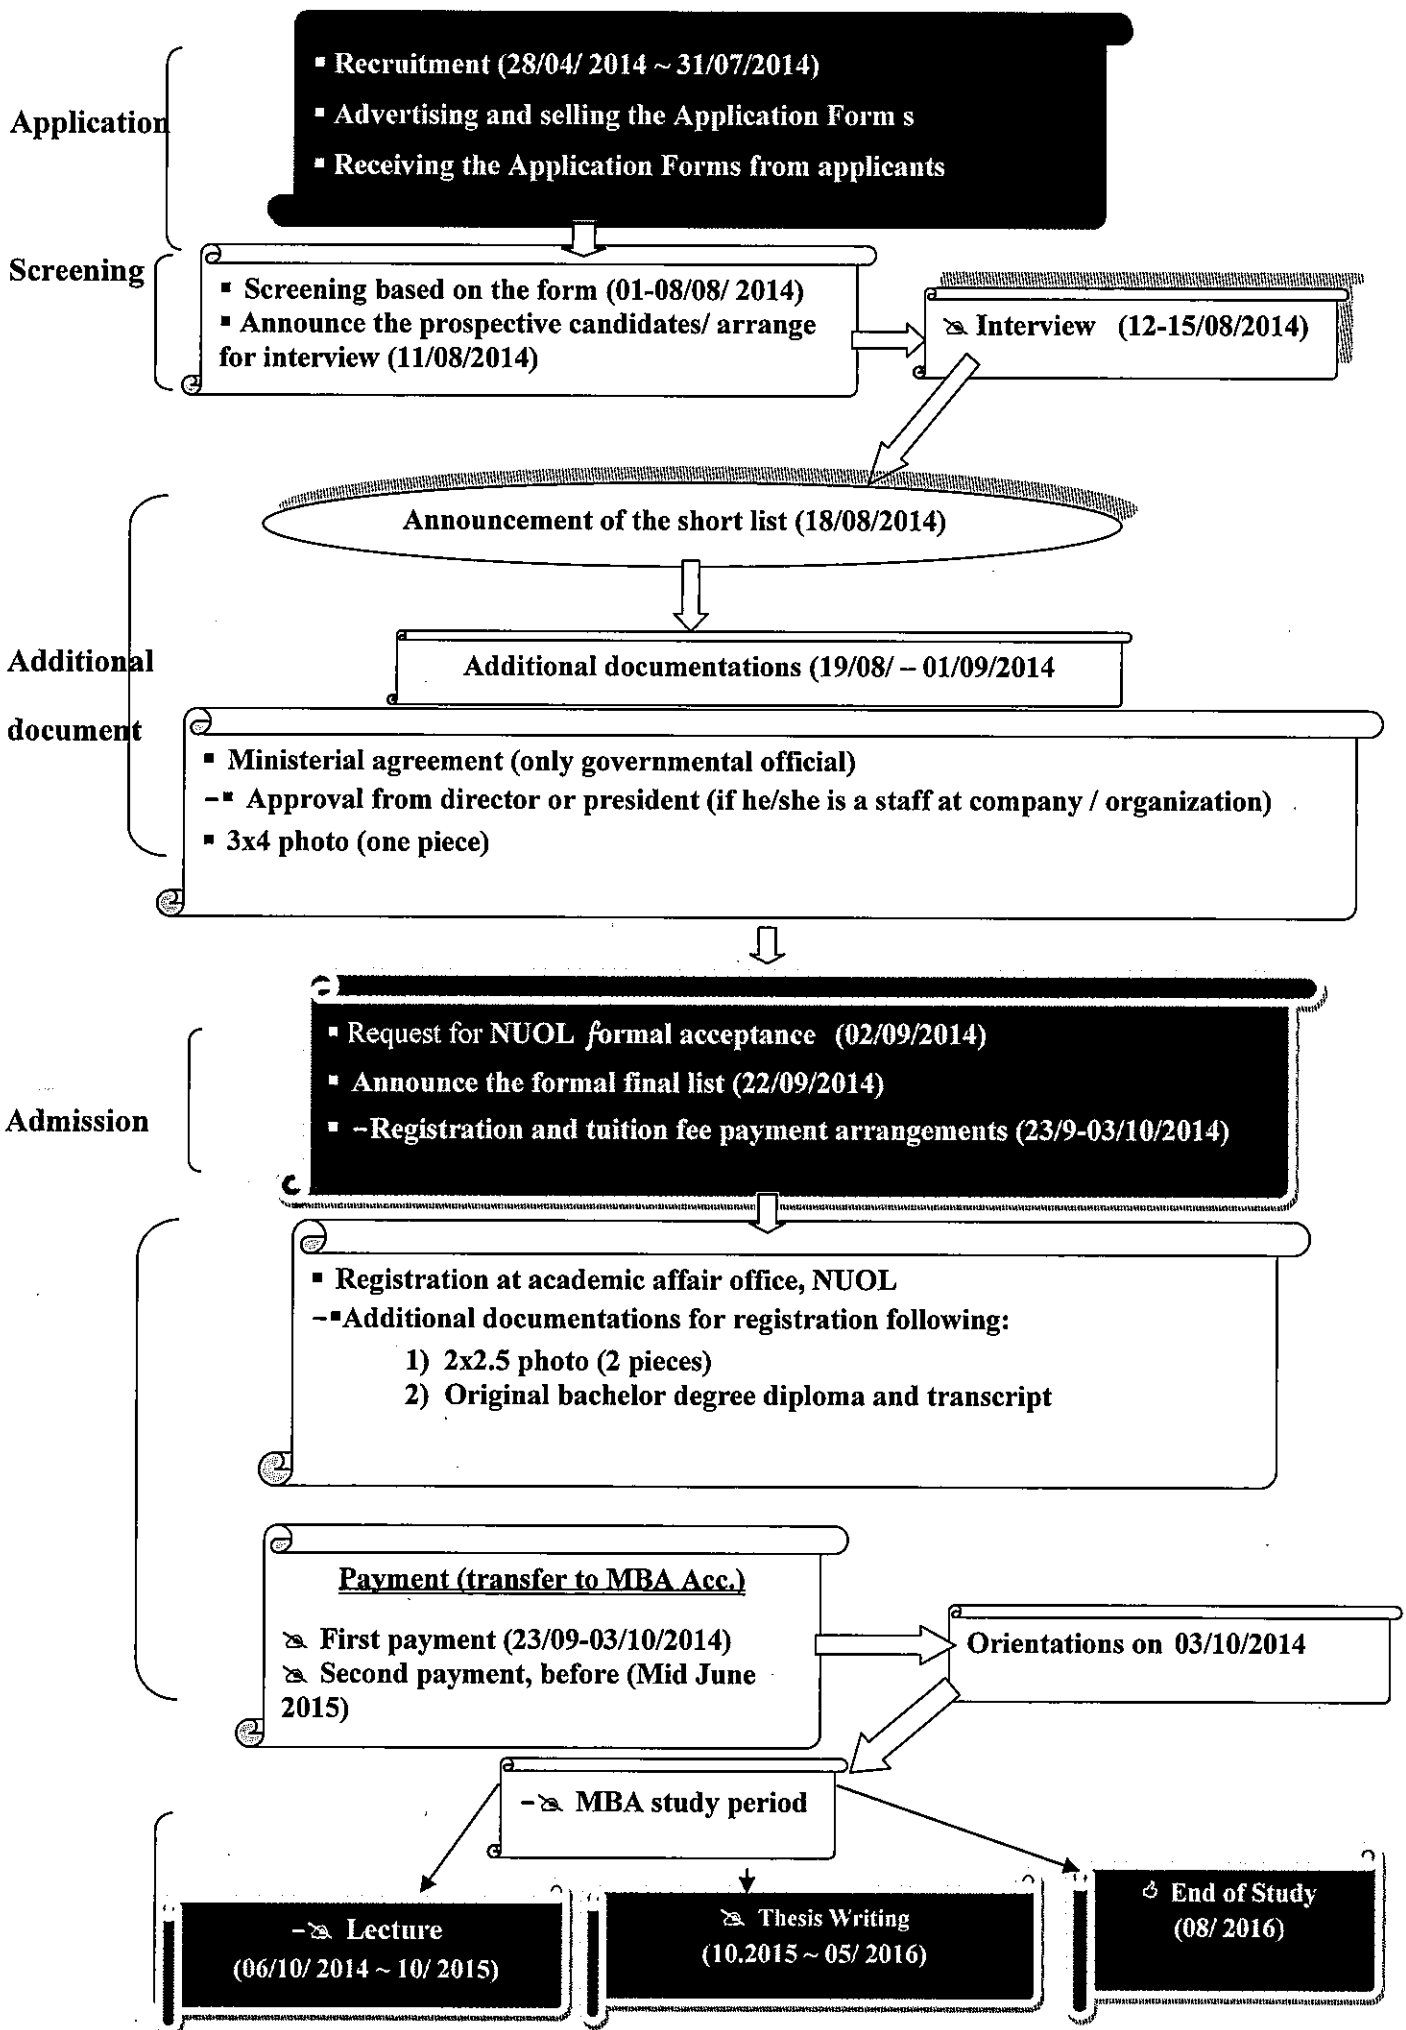 Application
▪ Recruitment (28/04/ 2014 ~ 31/07/2014)
▪ Advertising and selling the Application Form s
▪ Receiving the Application Forms from applicants
Screening
▪ Screening based on the form (01-08/08/ 2014)
▪ Announce the prospective candidates/ arrange
for interview (11/08/2014)
Interview (12-15/08/2014)
Announcement of the short list (18/08/2014)
Additional
document
Additional documentations (19/08/ – 01/09/2014
▪ Ministerial agreement (only governmental official)
–▪ Approval from director or president (if he/she is a staff at company / organization)
▪ 3x4 photo (one piece)
Admission
▪ Request for NUOL formal acceptance (02/09/2014)
▪ Announce the formal final list (22/09/2014)
▪ –Registration and tuition fee payment arrangements (23/9-03/10/2014)
▪ Registration at academic affair office, NUOL
–▪Additional documentations for registration following:
1) 2x2.5 photo (2 pieces)
2) Original bachelor degree diploma and transcript
Payment (transfer to MBA Acc.)
First payment (23/09-03/10/2014)
Second payment, before (Mid June
2015)
Orientations on 03/10/2014
– MBA study period
– Lecture
(06/10/ 2014 ~ 10/ 2015)
Thesis Writing
(10.2015 ~ 05/ 2016)
End of Study
(08/ 2016)